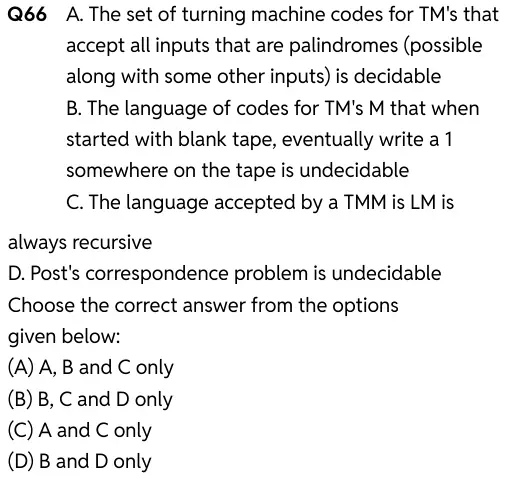 Q66 A. The set of turning machine codes for TM's that
accept all inputs that are palindromes (possible
along with some other inputs) is decidable
B. The language of codes for TM's M that when
started with blank tape, eventually write a 1
somewhere on the tape is undecidable
C. The language accepted by a TMM is LM is
always recursive
D. Post's correspondence problem is undecidable
Choose the correct answer from the options
given below:
(A) A, B and C only
(B) B, C and D only
(C) A and C only
(D) B and D only